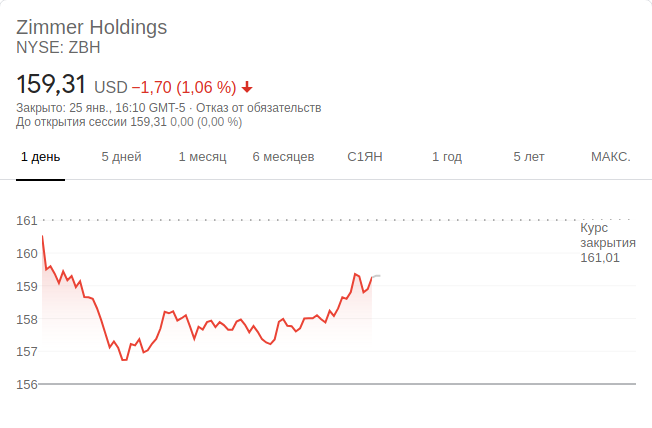 Zimmer Holdings
NYSE: ZBH
159,31 USD −1,70 (1,06 %)
Закрыто: 25 янв., 16:10 GMT-5 · Отказ от обязательств
До открытия сессии 159,31 0,00 (0,00 %)
1 день 5 дней 1 месяц 6 месяцев С1ЯН 1 год 5 лет МАКС.
161
160
159
158
157
156
Курс
закрытия
161,01